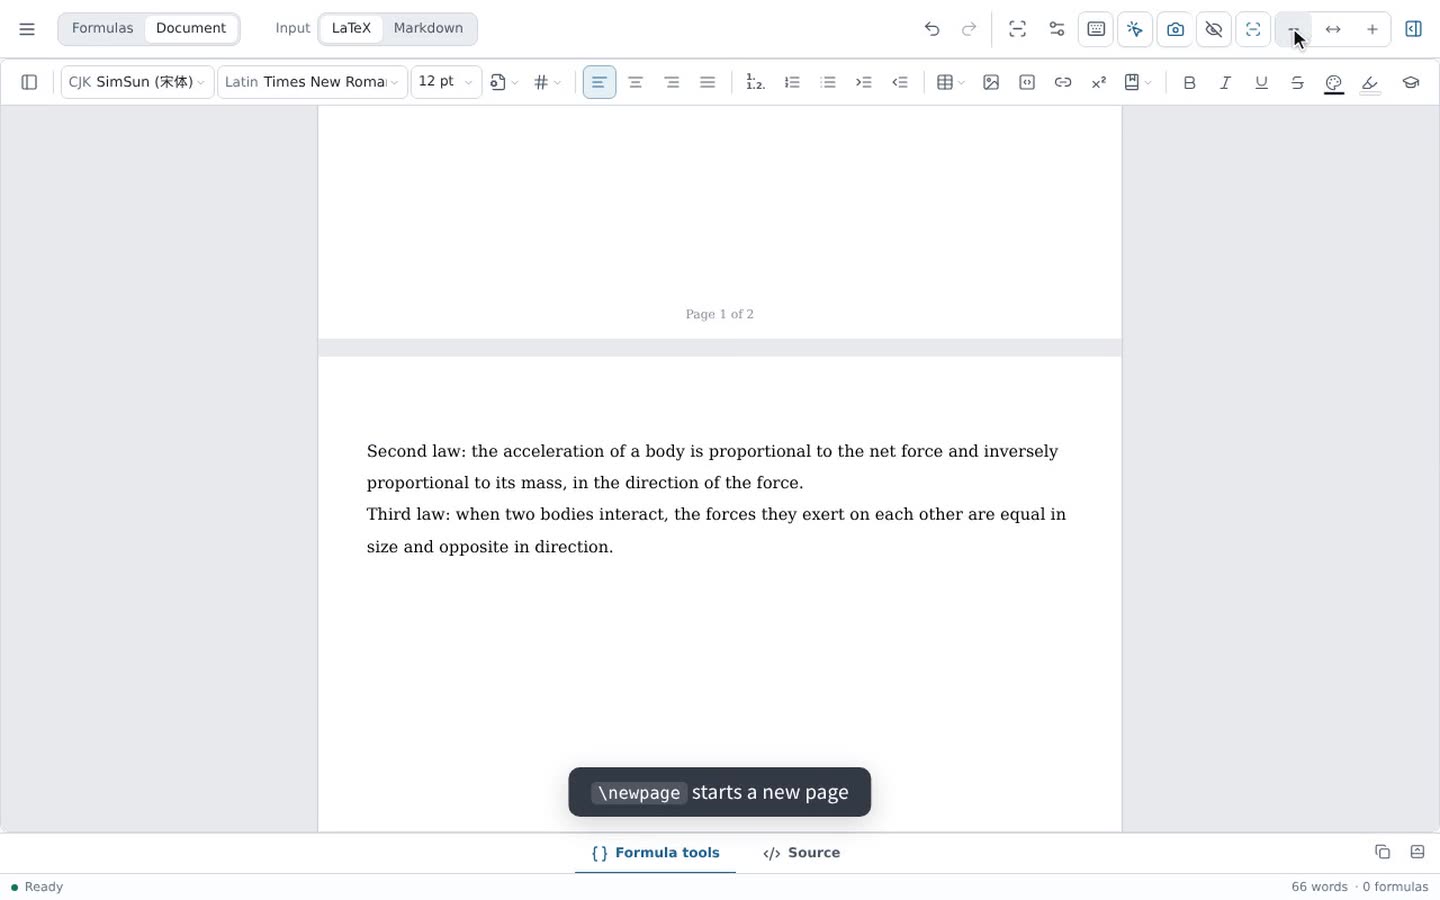 Formulas Document Input LaTeX Markdown
CJK SimSun (宋体) Latin Times New Roma 12 pt
Page 1 of 2
Second law: the acceleration of a body is proportional to the net force and inversely
proportional to its mass, in the direction of the force.
Third law: when two bodies interact, the forces they exert on each other are equal in
size and opposite in direction.
\newpage starts a new page
{} Formula tools </> Source
Ready 66 words · 0 formulas